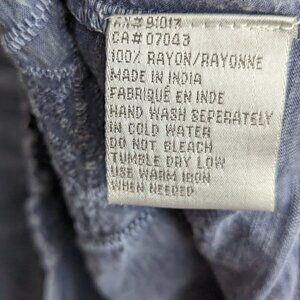 RN# 91017
CA# 07043
100% RAYON/RAYONNE
MADE IN INDIA
FABRIQUÉ EN INDE
HAND WASH SEPERATELY
IN COLD WATER
DO NOT BLEACH
TUMBLE DRY LOW
USE WARM IRON
WHEN NEEDED